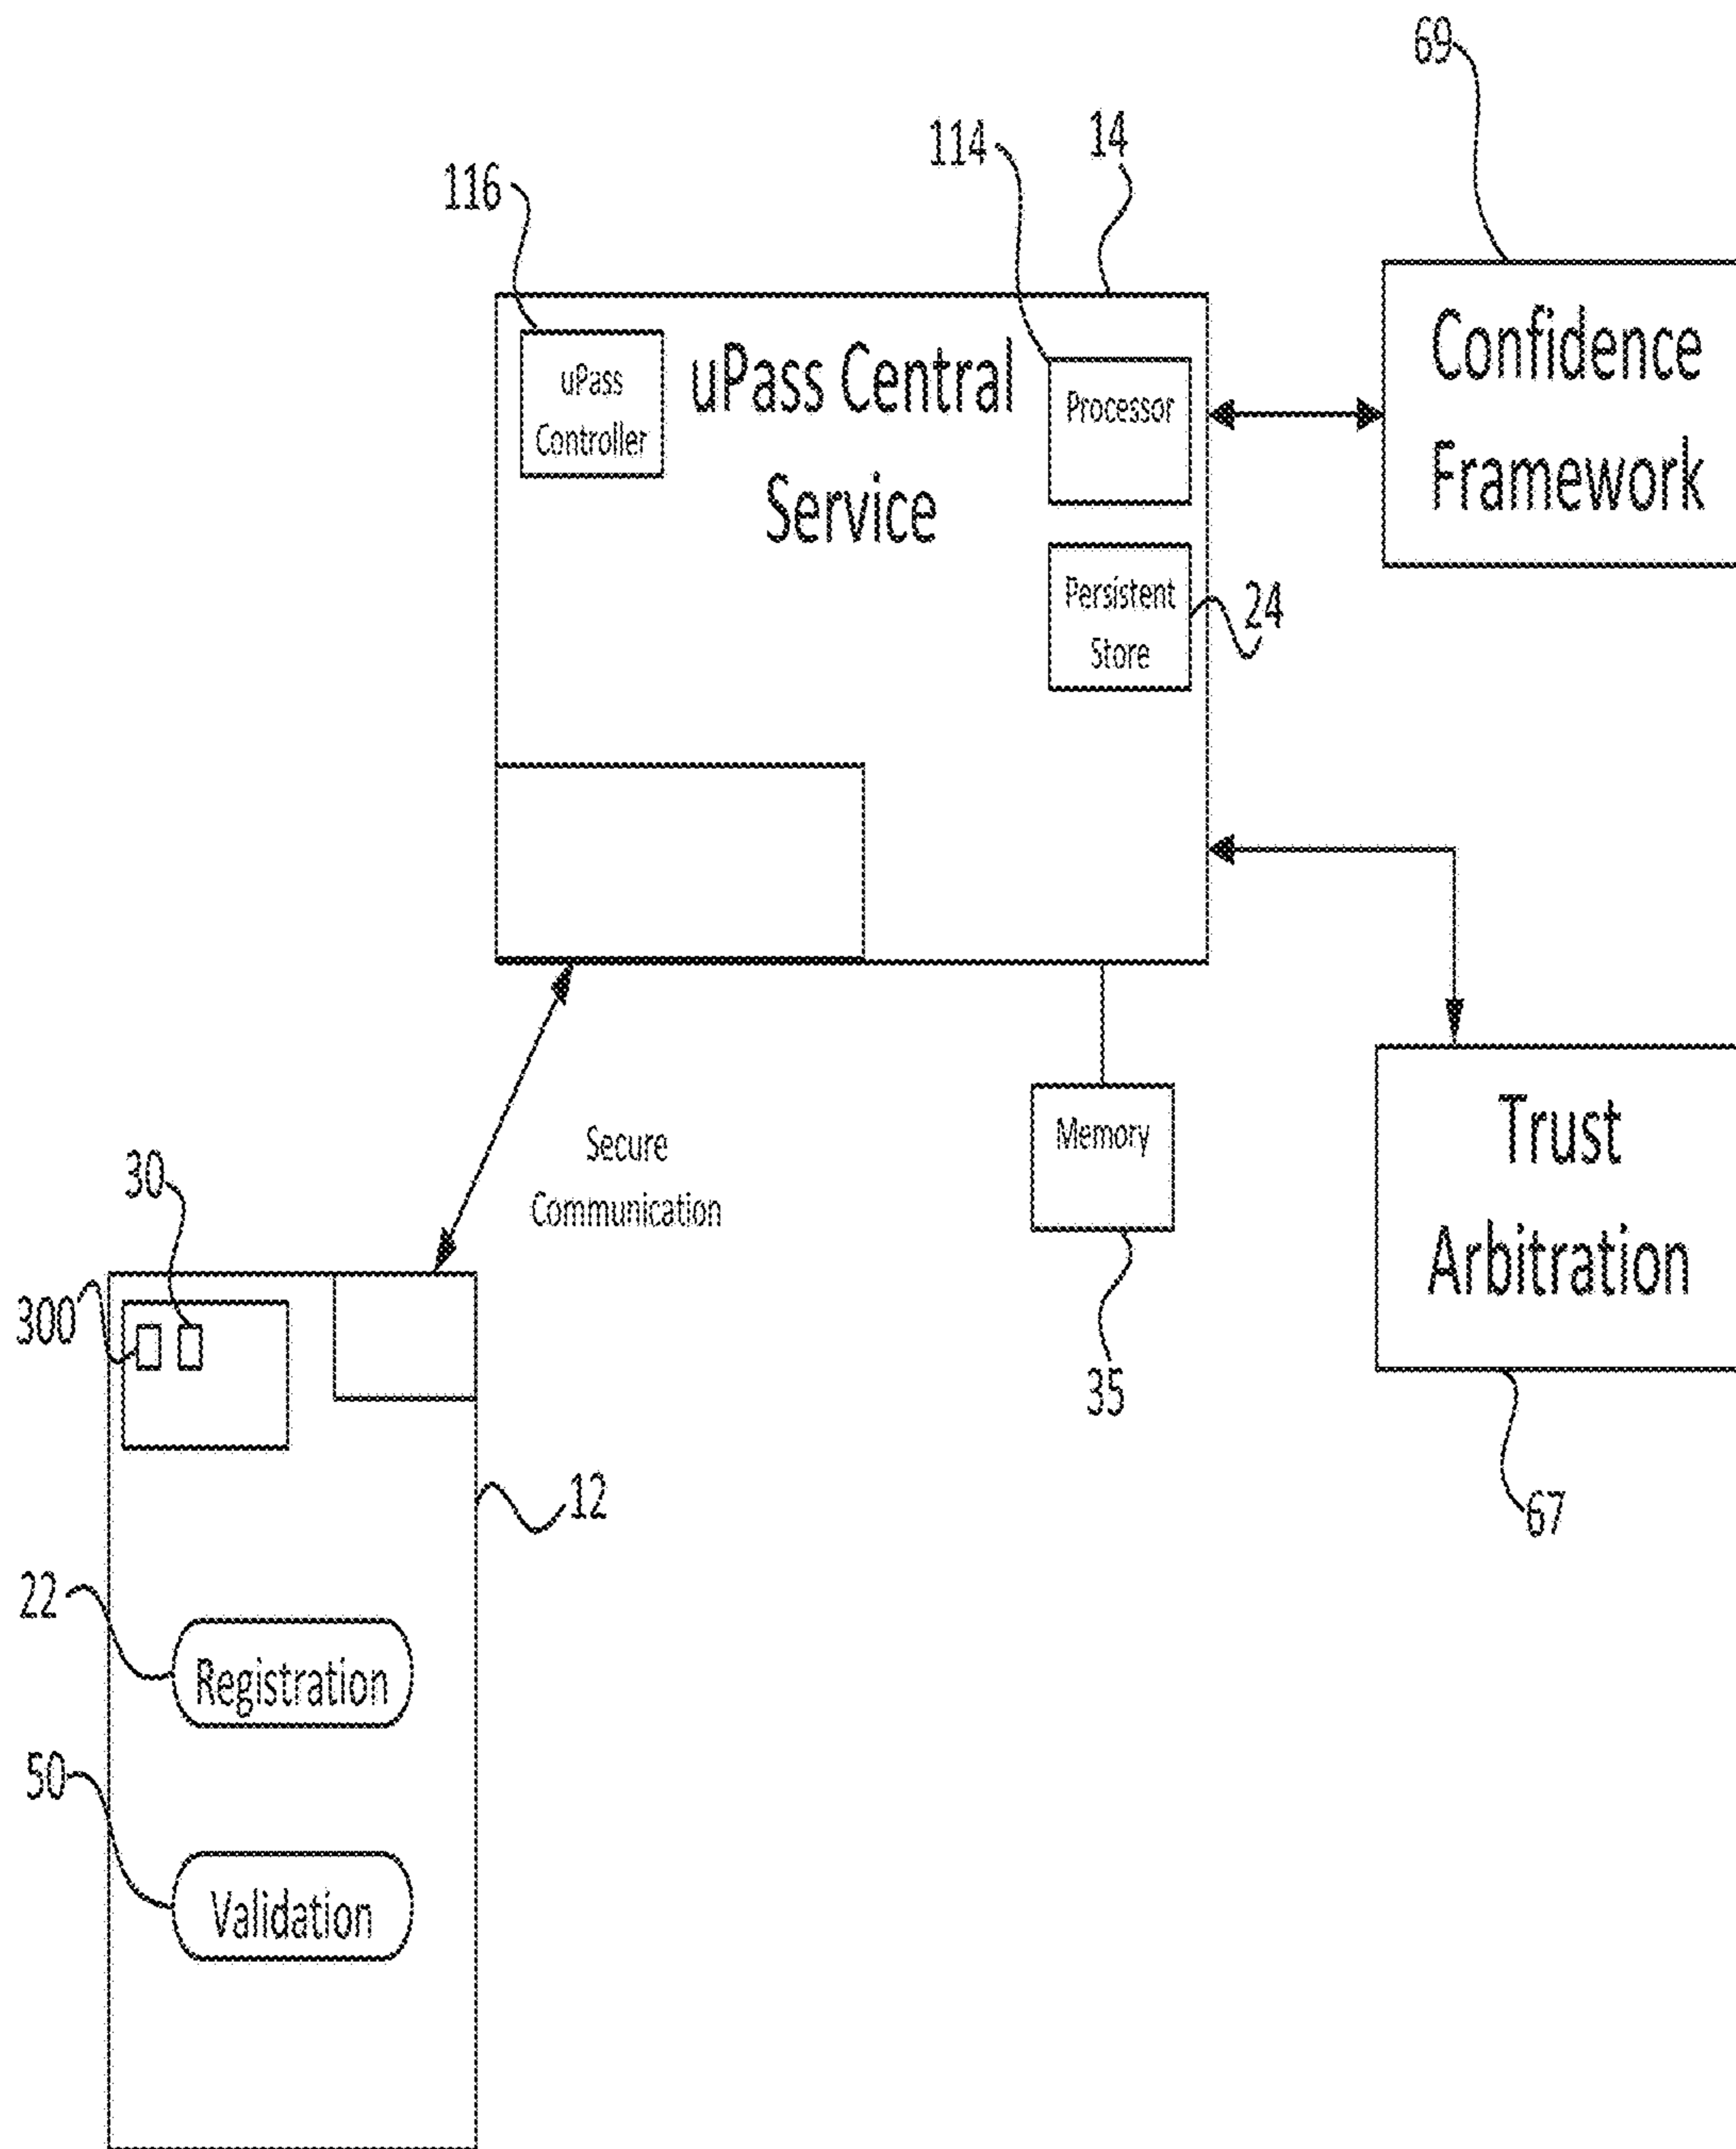 69
14
114
116
uPass
Controller
uPass Central
Service
Processor
Confidence
Framework
Persistent
Store
24
Secure
Communication
Memory
Trust
Arbitration
30
300
35
12
67
22
Registration
50
Validation